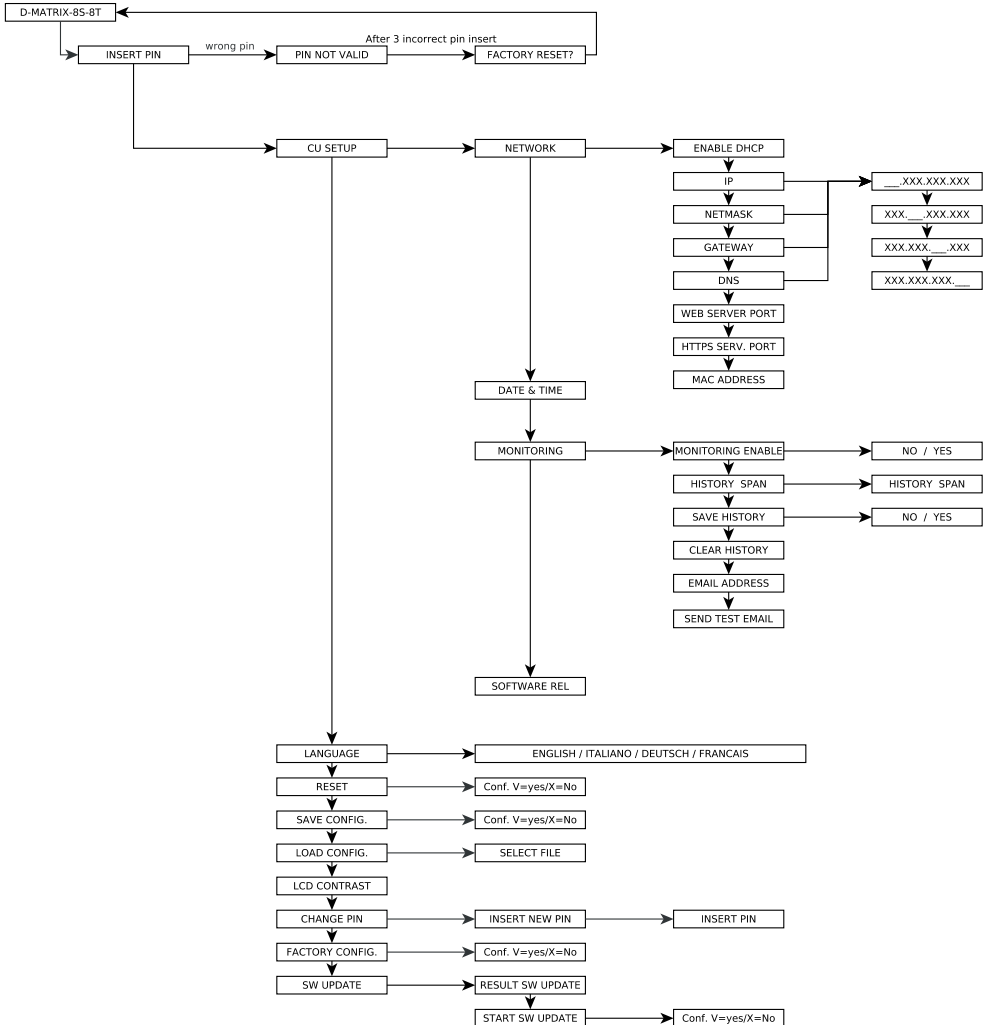 D-MATRIX-8S-8T
After 3 incorrect pin insert
wrong pin
INSERT PIN
PIN NOT VALID
FACTORY RESET?
CU SETUP
NETWORK
ENABLE DHCP
IP
___.XXX.XXX.XXX
NETMASK
XXX.___.XXX.XXX
GATEWAY
XXX.XXX.___.XXX
DNS
XXX.XXX.XXX.___
WEB SERVER PORT
HTTPS SERV. PORT
MAC ADDRESS
DATE & TIME
MONITORING
MONITORING ENABLE
NO / YES
HISTORY SPAN
HISTORY SPAN
SAVE HISTORY
NO / YES
CLEAR HISTORY
EMAIL ADDRESS
SEND TEST EMAIL
SOFTWARE REL
LANGUAGE
ENGLISH / ITALIANO / DEUTSCH / FRANCAIS
RESET
Conf. V=yes/X=No
SAVE CONFIG.
Conf. V=yes/X=No
LOAD CONFIG.
SELECT FILE
LCD CONTRAST
CHANGE PIN
INSERT NEW PIN
INSERT PIN
FACTORY CONFIG.
Conf. V=yes/X=No
SW UPDATE
RESULT SW UPDATE
START SW UPDATE
Conf. V=yes/X=No